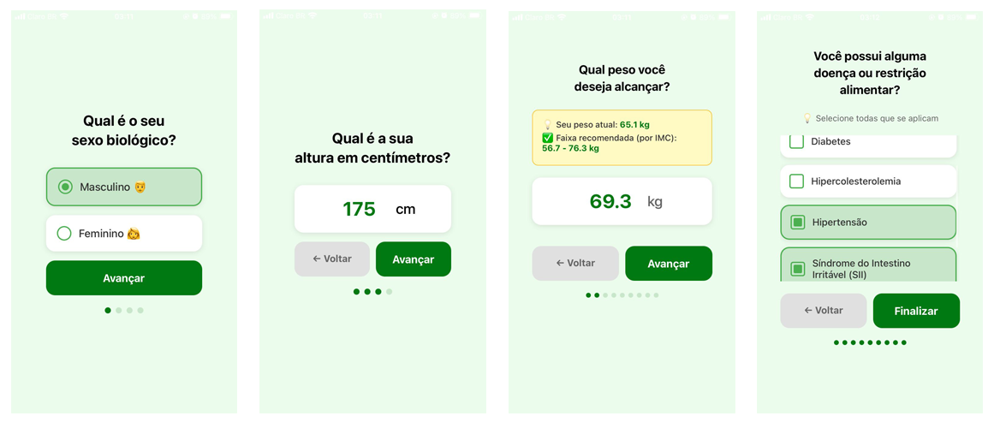 Qual é o seu
sexo biológico?
Masculino
Feminino
Avançar
Qual é a sua
altura em centímetros?
175 cm
← Voltar
Avançar
Qual peso você
deseja alcançar?
Seu peso atual: 65.1 kg
Faixa recomendada (por IMC):
56.7 - 76.3 kg
69.3 kg
← Voltar
Avançar
Você possui alguma
doença ou restrição
alimentar?
Selecione todas que se aplicam
Diabetes
Hipercolesterolemia
Hipertensão
Síndrome do Intestino
Irritável (SII)
← Voltar
Finalizar